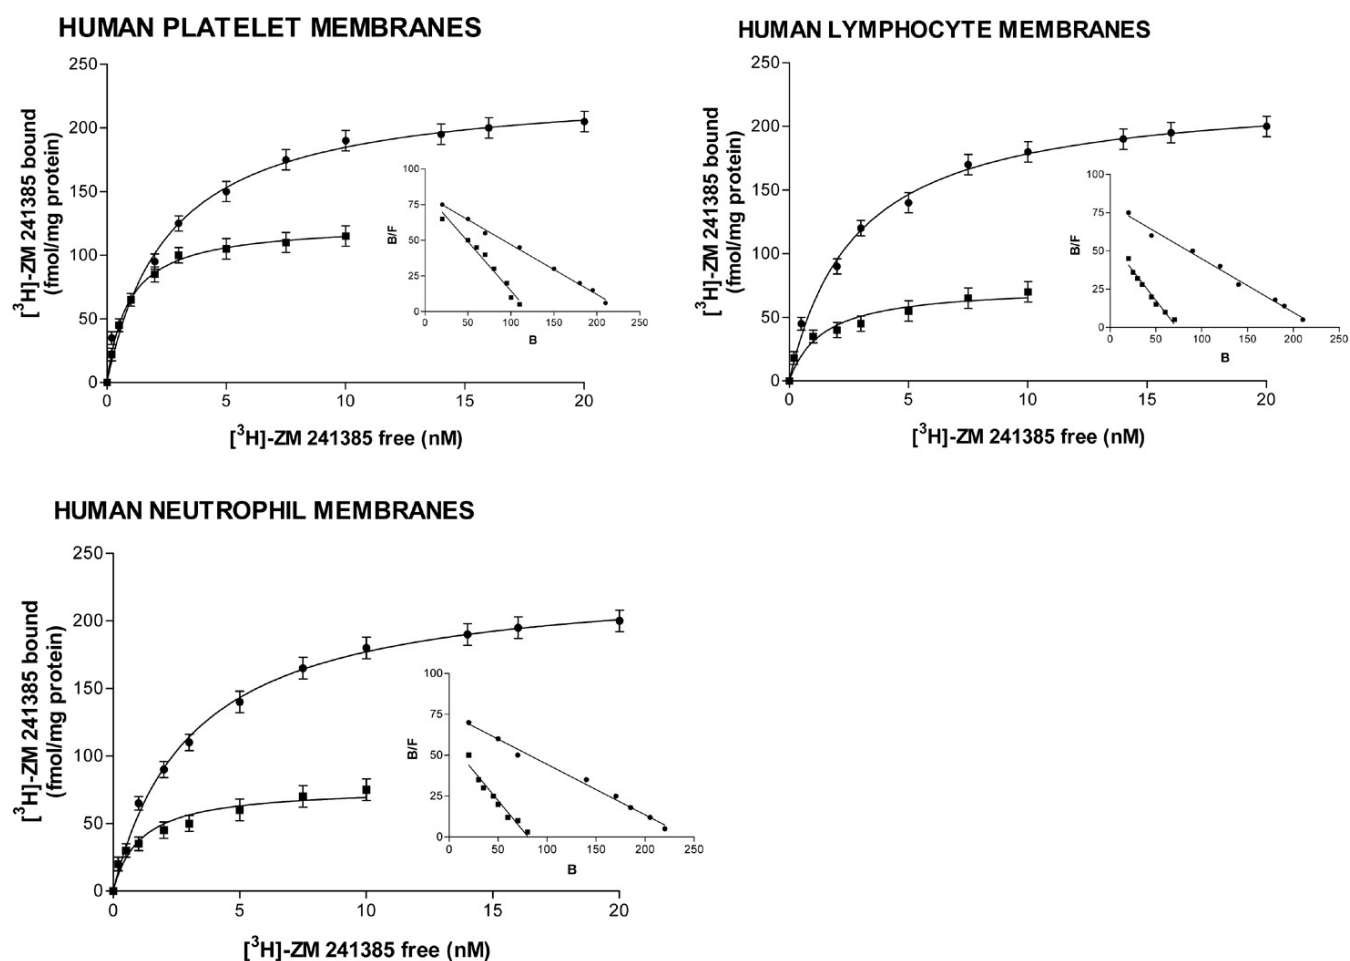 HUMAN PLATELET MEMBRANES
250
200
150
100
50
0
[³H]-ZM 241385 bound
(fmol/mg protein)
0 5 10 15 20
[³H]-ZM 241385 free (nM)
100
75
50
25
0
B/F
0 50 100 150 200 250
B
HUMAN LYMPHOCYTE MEMBRANES
250
200
150
100
50
0
[³H]-ZM 241385 bound
(fmol/mg protein)
0 5 10 15 20
[³H]-ZM 241385 free (nM)
100
75
50
25
0
B/F
0 50 100 150 200 250
B
HUMAN NEUTROPHIL MEMBRANES
250
200
150
100
50
0
[³H]-ZM 241385 bound
(fmol/mg protein)
0 5 10 15 20
[³H]-ZM 241385 free (nM)
100
75
50
25
0
B/F
0 50 100 150 200 250
B